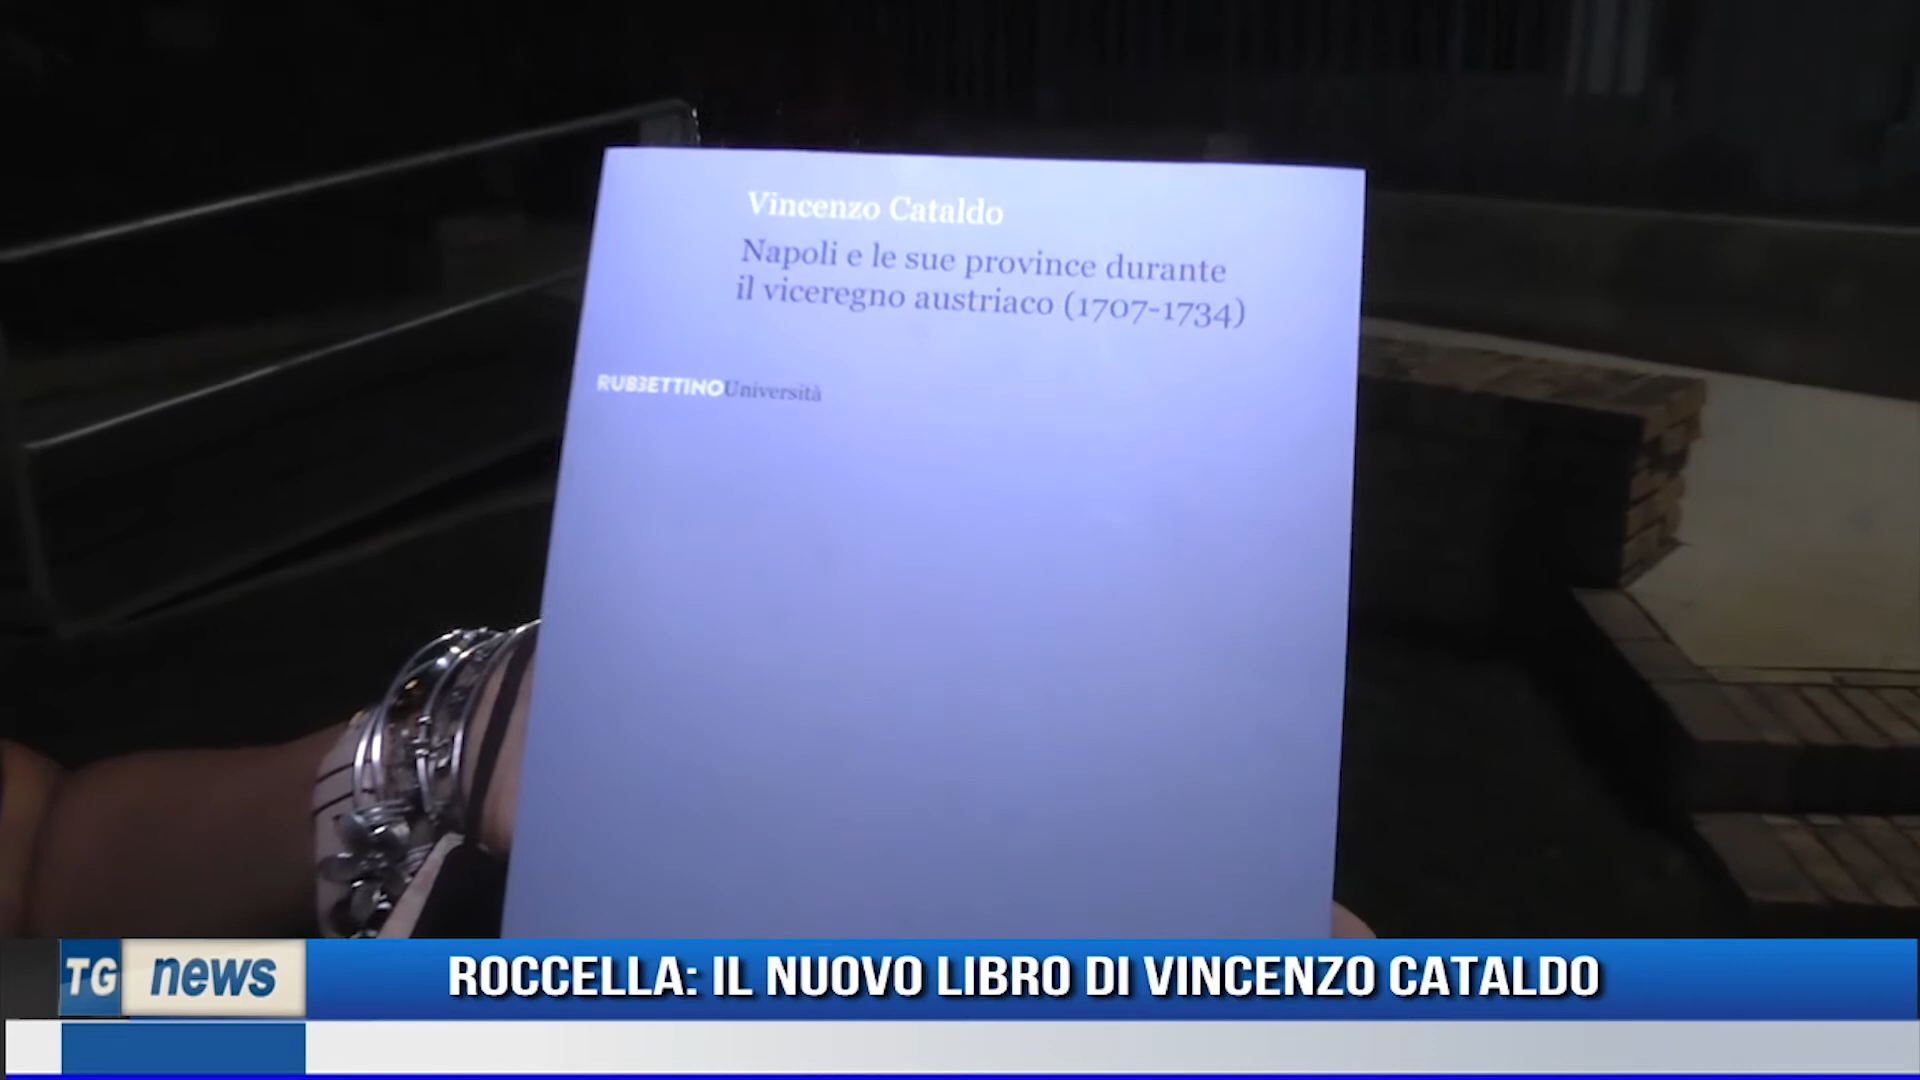 Vincenzo Cataldo
Napoli e le sue province durante
il viceregno austriaco (1707-1734)
RUBBETTINO Università
TG news
ROCCELLA: IL NUOVO LIBRO DI VINCENZO CATALDO